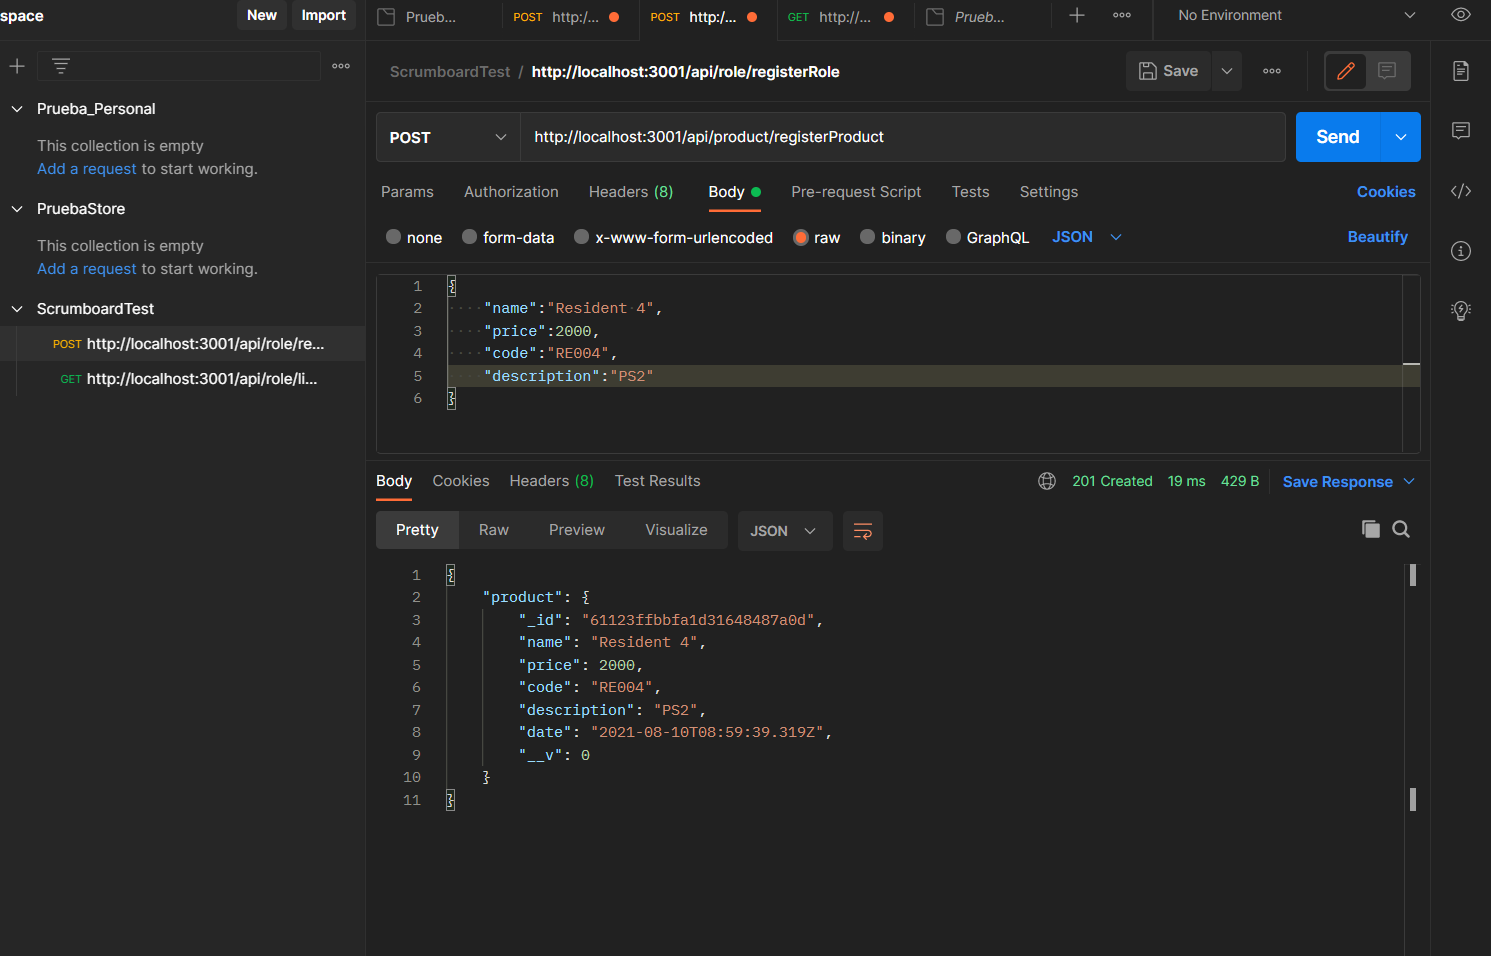 space
New
Import
Prueb...
POST http:/...
POST http:/...
GET http://...
Prueb...
No Environment
ScrumboardTest / http://localhost:3001/api/role/registerRole
Save
Prueba_Personal
This collection is empty
Add a request to start working.
PruebaStore
This collection is empty
Add a request to start working.
ScrumboardTest
POST http://localhost:3001/api/role/re...
GET http://localhost:3001/api/role/li...
POST
http://localhost:3001/api/product/registerProduct
Send
Params
Authorization
Headers (8)
Body
Pre-request Script
Tests
Settings
Cookies
none
form-data
x-www-form-urlencoded
raw
binary
GraphQL
JSON
Beautify
1 {
2 "name":"Resident 4",
3 "price":2000,
4 "code":"RE004",
5 "description":"PS2"
6 }
Body
Cookies
Headers (8)
Test Results
201 Created
19 ms
429 B
Save Response
Pretty
Raw
Preview
Visualize
JSON
1 {
2 "product": {
3 "_id": "61123ffbbfa1d31648487a0d",
4 "name": "Resident 4",
5 "price": 2000,
6 "code": "RE004",
7 "description": "PS2",
8 "date": "2021-08-10T08:59:39.319Z",
9 "__v": 0
10 }
11 }